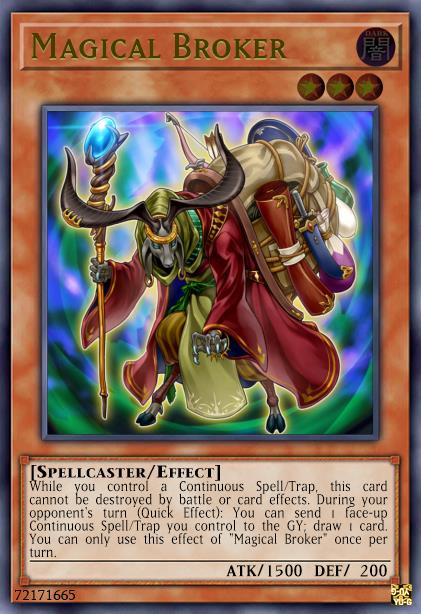 Magical Broker
DARK
闇
[Spellcaster/Effect]
While you control a Continuous Spell/Trap, this card
cannot be destroyed by battle or card effects. During your
opponent's turn (Quick Effect): You can send 1 face-up
Continuous Spell/Trap you control to the GY; draw 1 card.
You can only use this effect of "Magical Broker" once per
turn.
ATK/1500 DEF/ 200
72171665